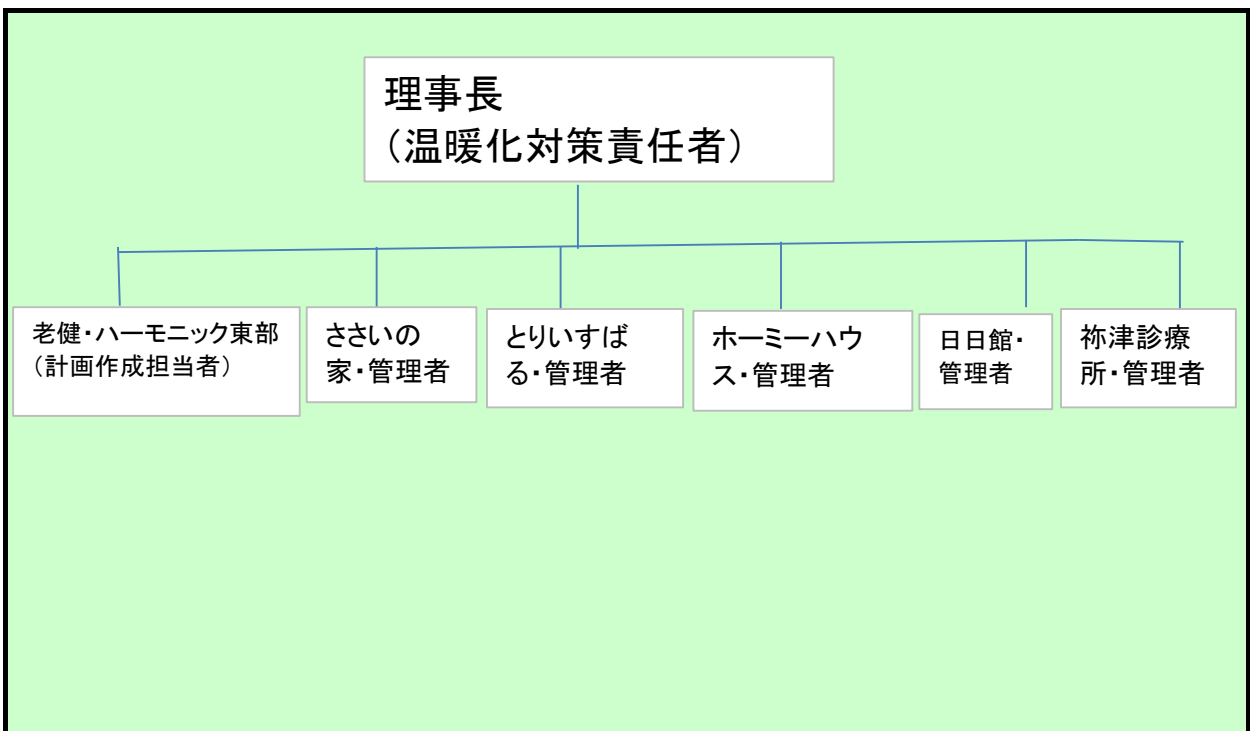 理事長
（温暖化対策責任者）
老健・ハーモニック東部
（計画作成担当者）
ささいの
家・管理者
とりいすば
る・管理者
ホーミーハウ
ス・管理者
日日館・
管理者
祢津診療
所・管理者